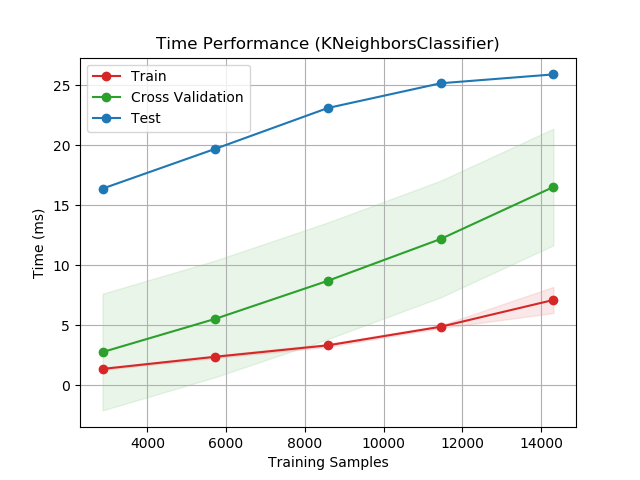 Time Performance (KNeighborsClassifier)
Train
Cross Validation
Test
25
20
15
10
5
0
Time (ms)
4000 6000 8000 10000 12000 14000
Training Samples